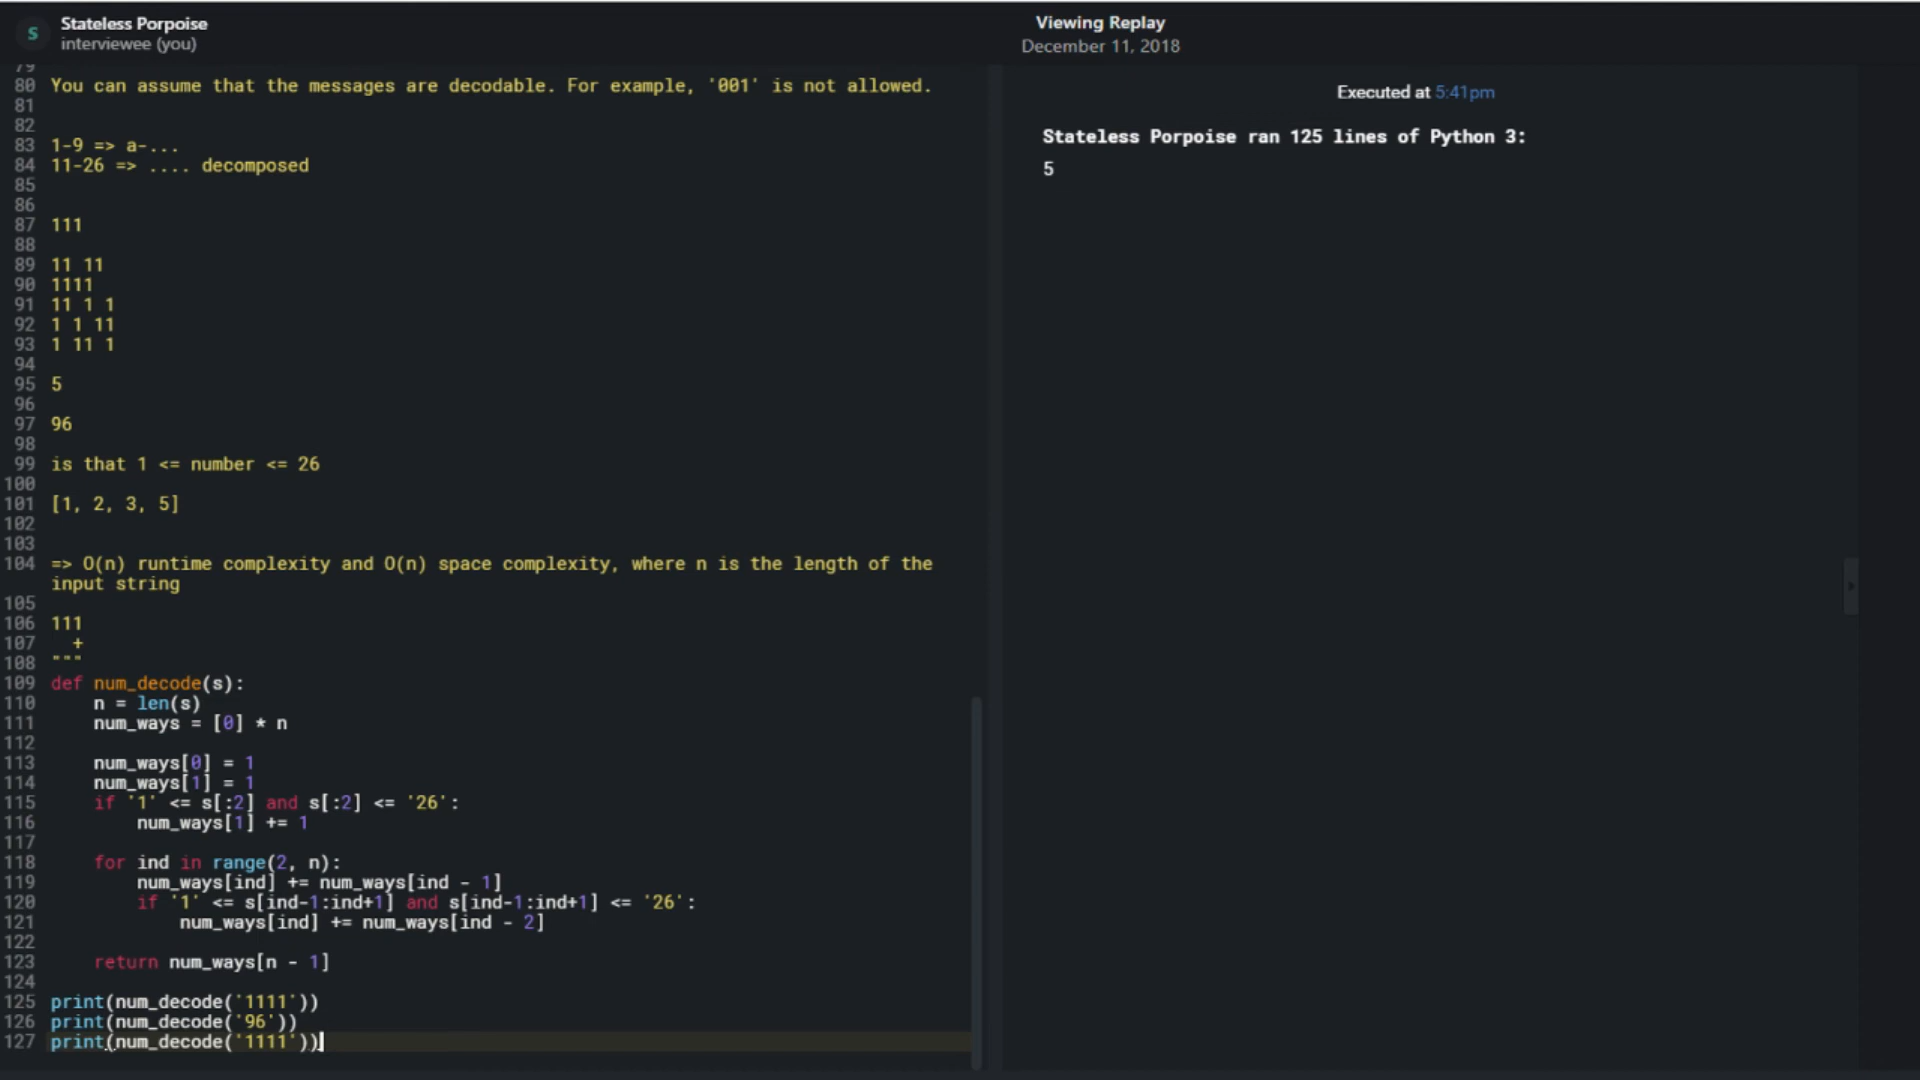 S
Stateless Porpoise
interviewee (you)
Viewing Replay
December 11, 2018
79
80 You can assume that the messages are decodable. For example, '001' is not allowed.
81
82
83 1-9 => a-...
84 11-26 => .... decomposed
85
86
87 111
88
89 11 11
90 1111
91 11 1 1
92 1 1 11
93 1 11 1
94
95 5
96
97 96
98
99 is that 1 <= number <= 26
100
101 [1, 2, 3, 5]
102
103
104 => O(n) runtime complexity and O(n) space complexity, where n is the length of the
input string
105
106 111
107   +
108 """
109 def num_decode(s):
110     n = len(s)
111     num_ways = [0] * n
112
113     num_ways[0] = 1
114     num_ways[1] = 1
115     if '1' <= s[:2] and s[:2] <= '26':
116         num_ways[1] += 1
117
118     for ind in range(2, n):
119         num_ways[ind] += num_ways[ind - 1]
120         if '1' <= s[ind-1:ind+1] and s[ind-1:ind+1] <= '26':
121             num_ways[ind] += num_ways[ind - 2]
122
123     return num_ways[n - 1]
124
125 print(num_decode('1111'))
126 print(num_decode('96'))
127 print(num_decode('1111'))
Executed at 5:41pm
Stateless Porpoise ran 125 lines of Python 3:
5